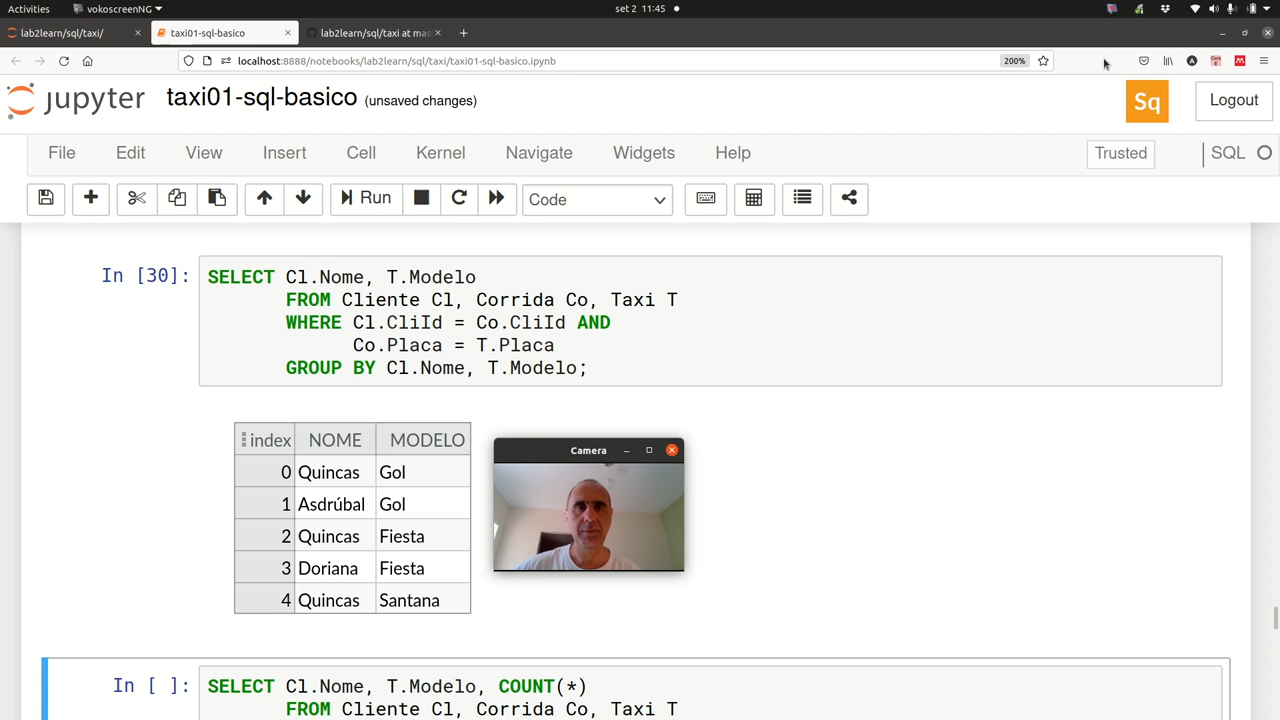 Activities vokoscreenNG set 2 11:45
lab2learn/sql/taxi/ taxi01-sql-basico lab2learn/sql/taxi at mas
localhost:8888/notebooks/lab2learn/sql/taxi/taxi01-sql-basico.ipynb 200%
jupyter taxi01-sql-basico (unsaved changes) Sq Logout
File Edit View Insert Cell Kernel Navigate Widgets Help Trusted SQL
Run Code
In [30]: SELECT Cl.Nome, T.Modelo
FROM Cliente Cl, Corrida Co, Taxi T
WHERE Cl.CliId = Co.CliId AND
Co.Placa = T.Placa
GROUP BY Cl.Nome, T.Modelo;
index NOME MODELO
0 Quincas Gol
1 Asdrúbal Gol
2 Quincas Fiesta
3 Doriana Fiesta
4 Quincas Santana
Camera
In [ ]: SELECT Cl.Nome, T.Modelo, COUNT(*)
FROM Cliente Cl, Corrida Co, Taxi T